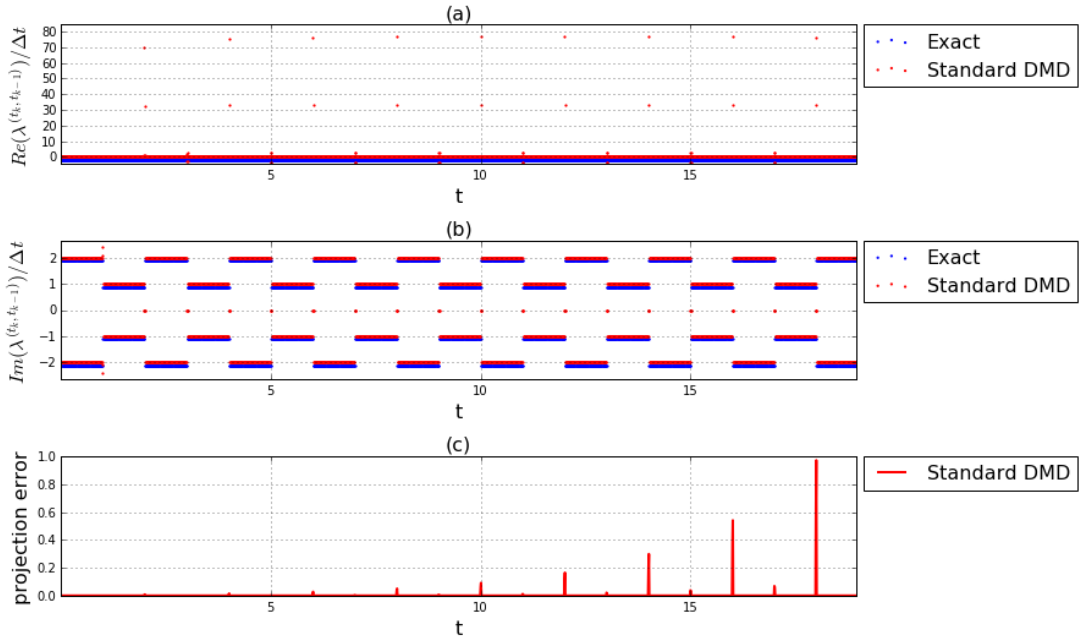 (a)
Re(λ^{(t_k, t_{k-1})})/Δt
80
70
60
50
40
30
20
10
0
5
10
15
t
Exact
Standard DMD
(b)
Im(λ^{(t_k, t_{k-1})})/Δt
2
1
0
−1
−2
5
10
15
t
Exact
Standard DMD
(c)
projection error
1.0
0.8
0.6
0.4
0.2
0.0
5
10
15
t
Standard DMD